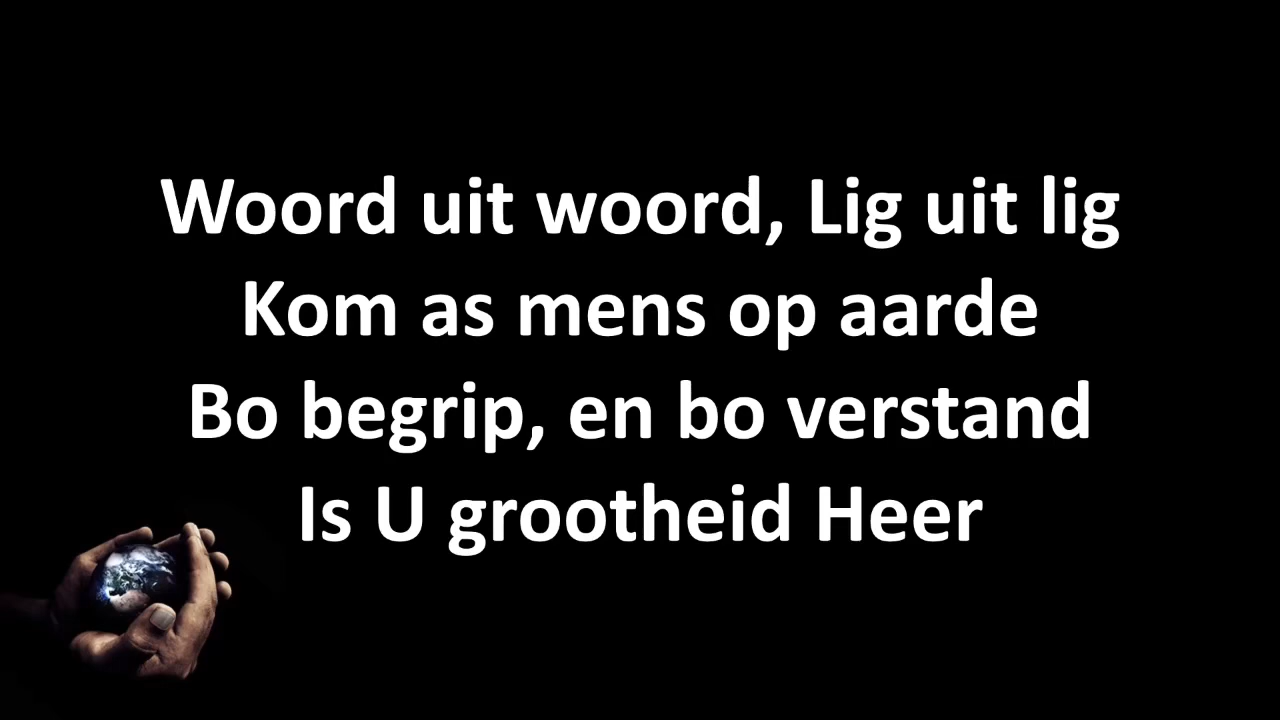 Woord uit woord, Lig uit lig
Kom as mens op aarde
Bo begrip, en bo verstand
Is U grootheid Heer